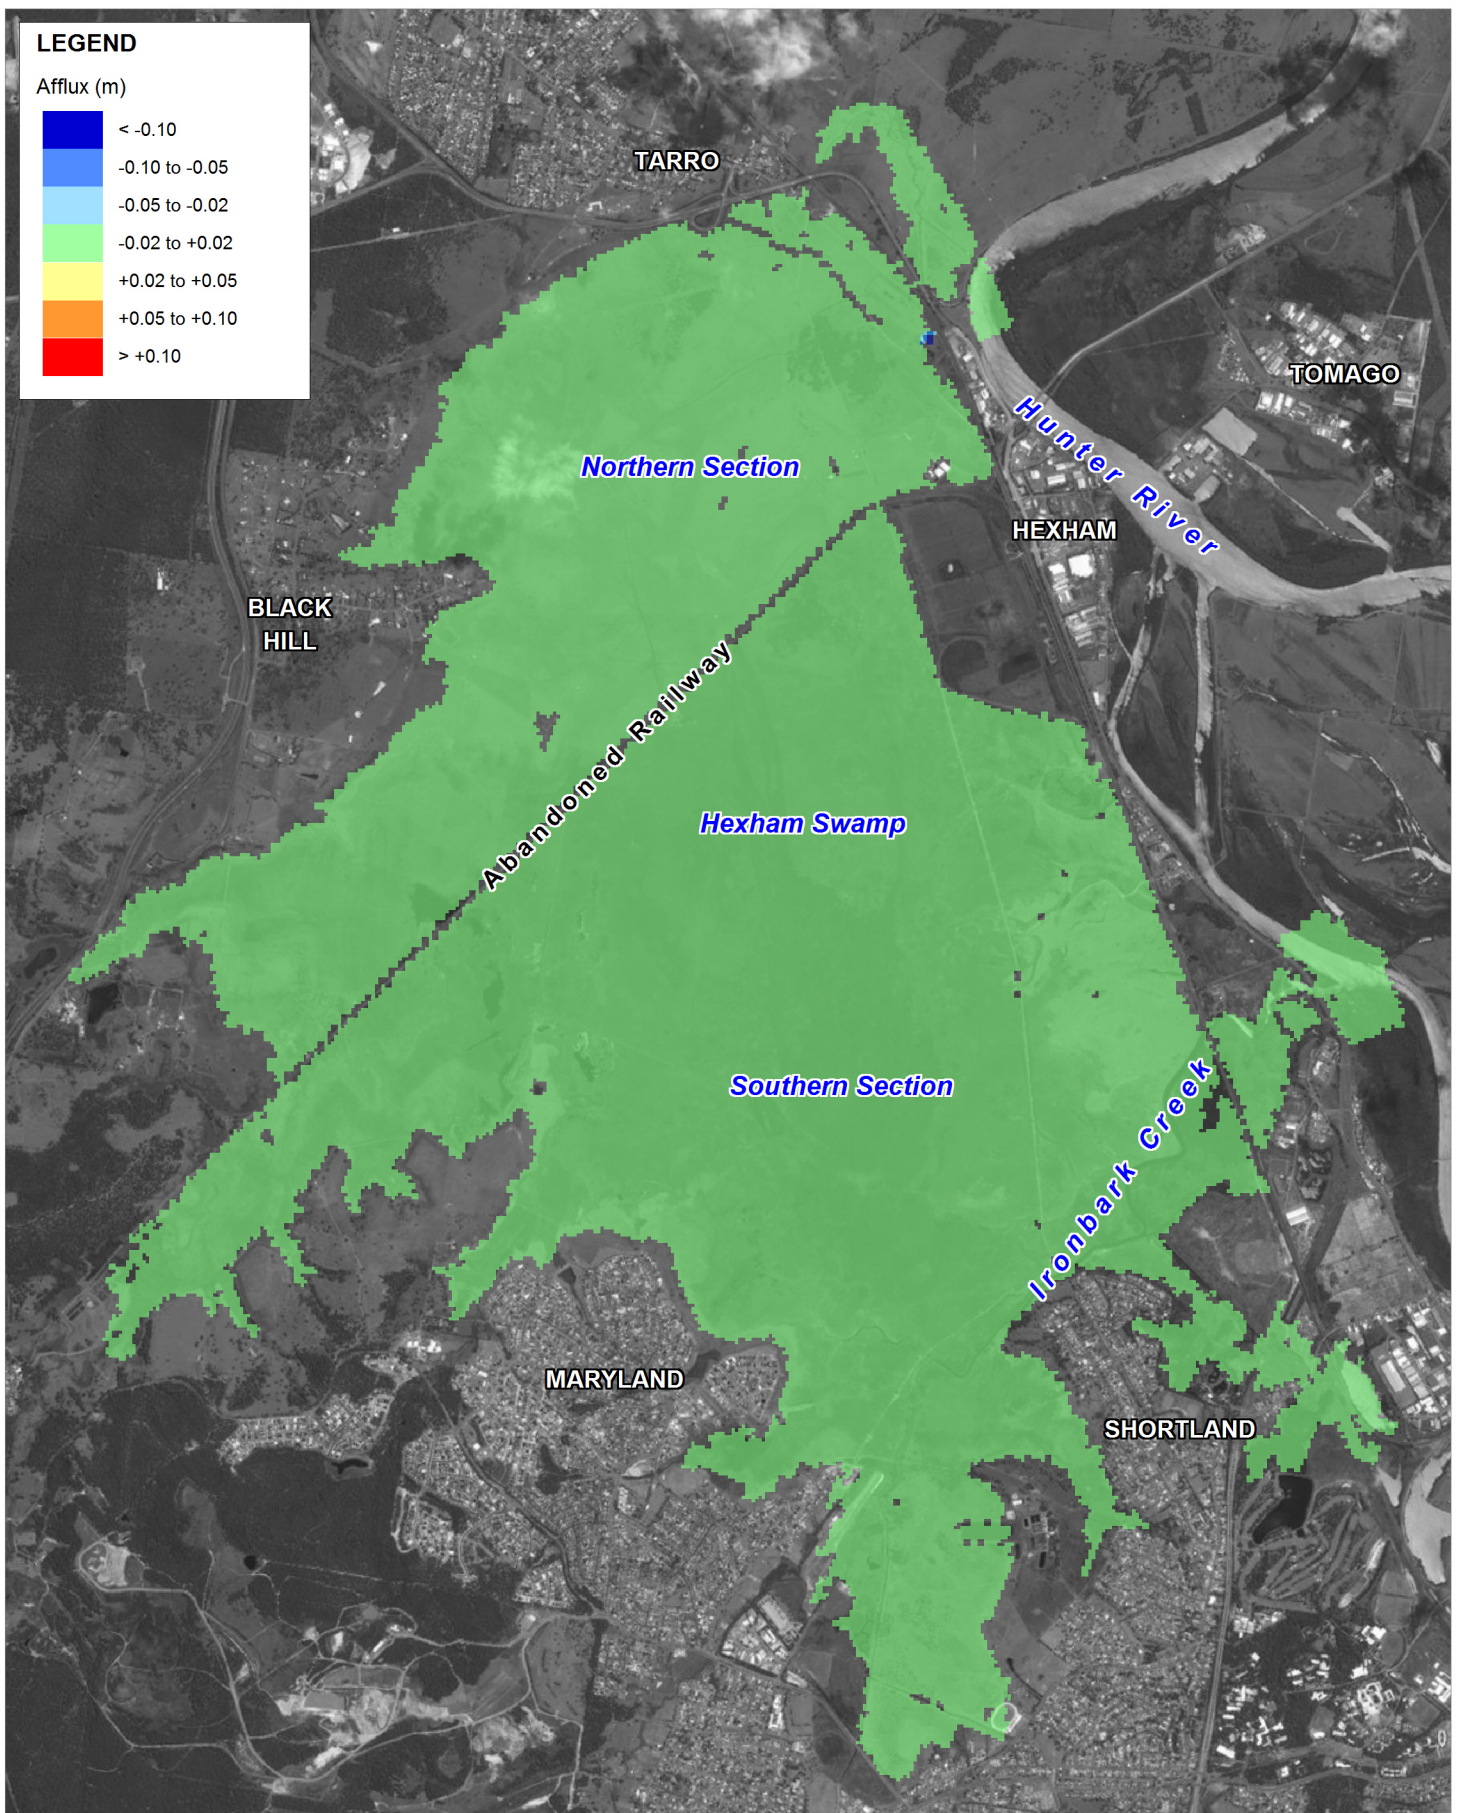 LEGEND
Afflux (m)
< -0.10
-0.10 to -0.05
-0.05 to -0.02
-0.02 to +0.02
+0.02 to +0.05
+0.05 to +0.10
> +0.10
TARRO
TOMAGO
Hunter River
Northern Section
HEXHAM
BLACK
HILL
Abandoned Railway
Hexham Swamp
Southern Section
Ironbark Creek
MARYLAND
SHORTLAND